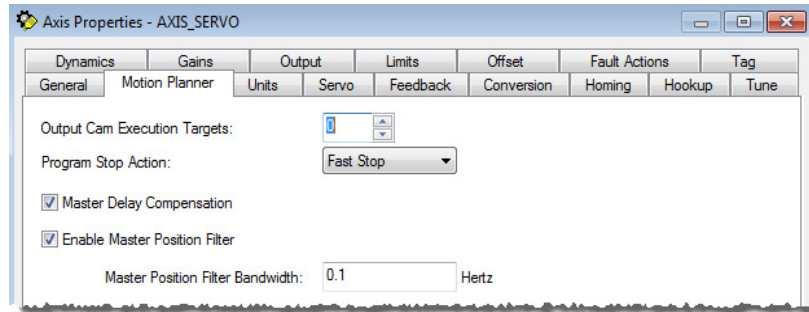 Axis Properties - AXIS_SERVO
Dynamics Gains Output Limits Offset Fault Actions Tag
General Motion Planner Units Servo Feedback Conversion Homing Hookup Tune
Output Cam Execution Targets: 0
Program Stop Action: Fast Stop
Master Delay Compensation
Enable Master Position Filter
Master Position Filter Bandwidth: 0.1 Hertz